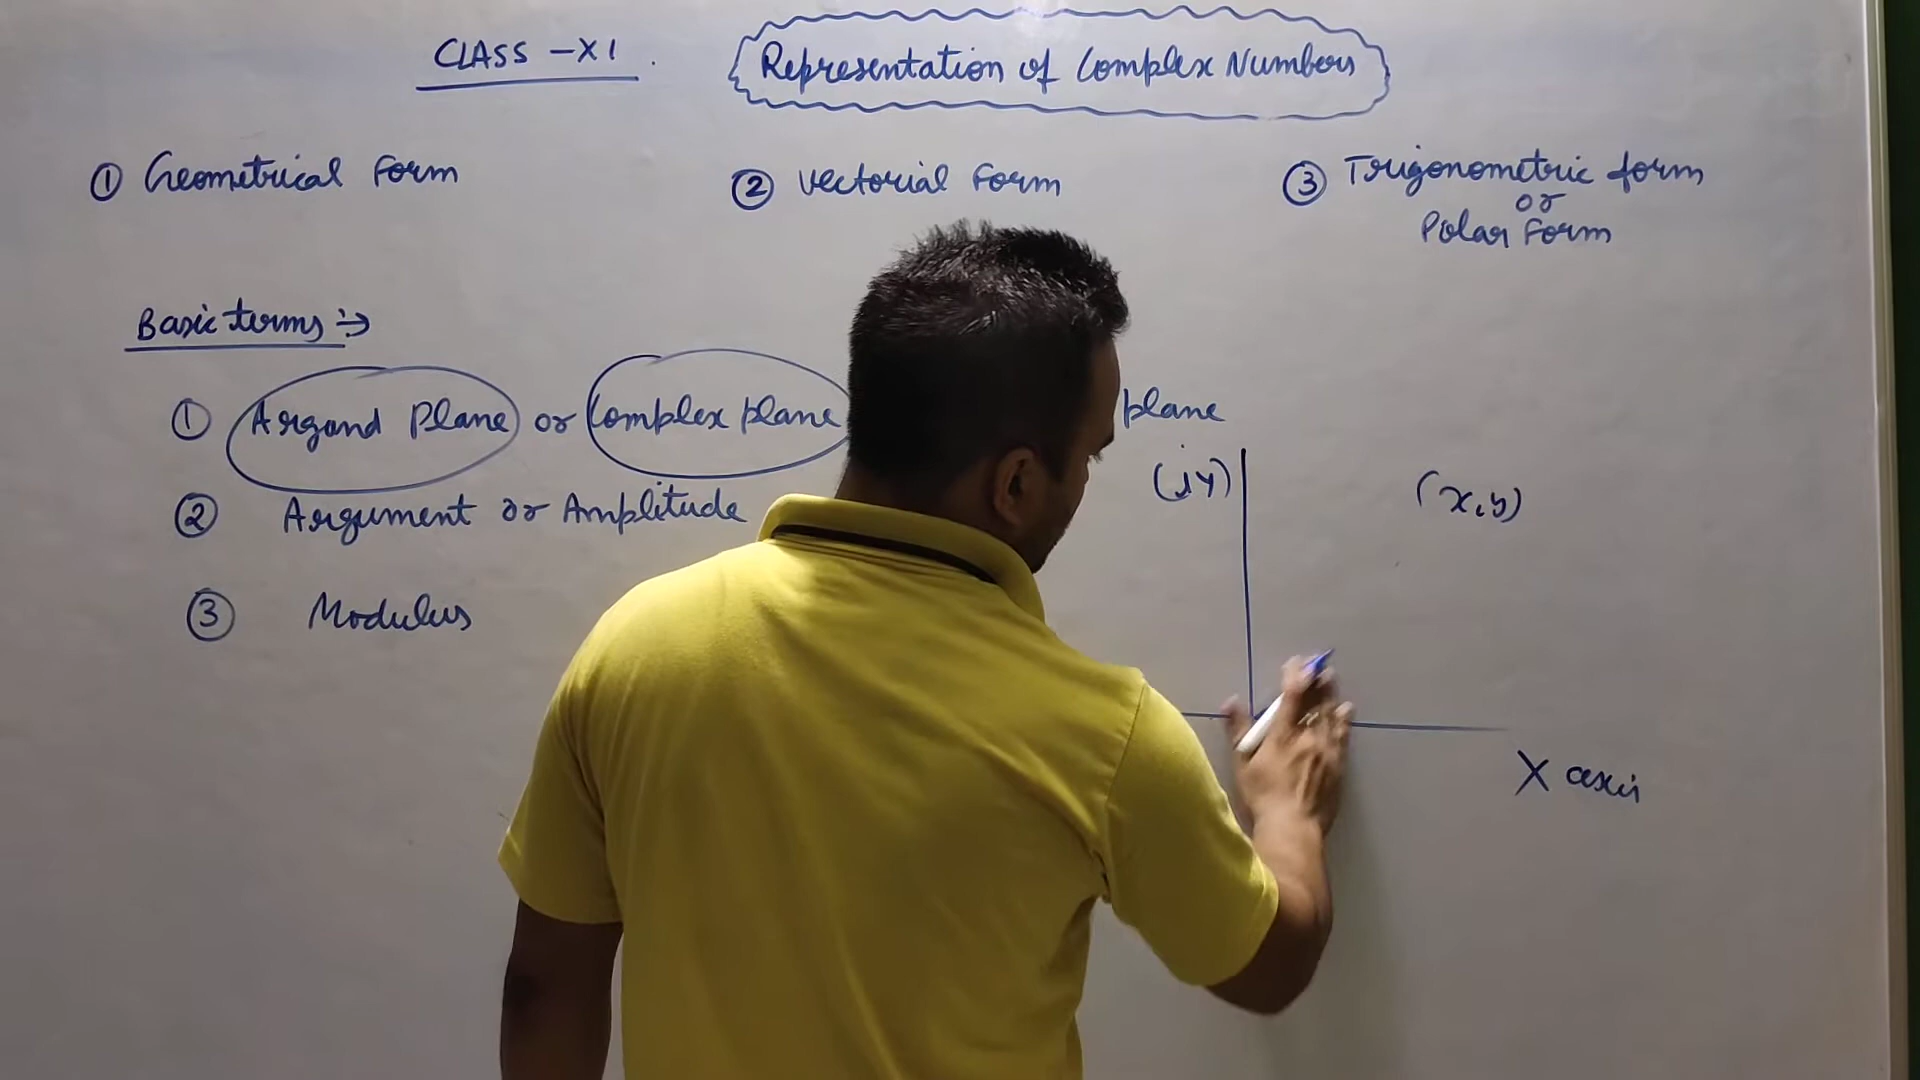 CLASS - XI.
Representation of Complex Numbers
① Geometrical Form
② Vectorial Form
③ Trigonometric form
or
Polar Form
Basic terms :→
① Argand Plane or Complex plane plane
② Argument or Amplitude
③ Modulus
(iy)
(x,y)
X axis